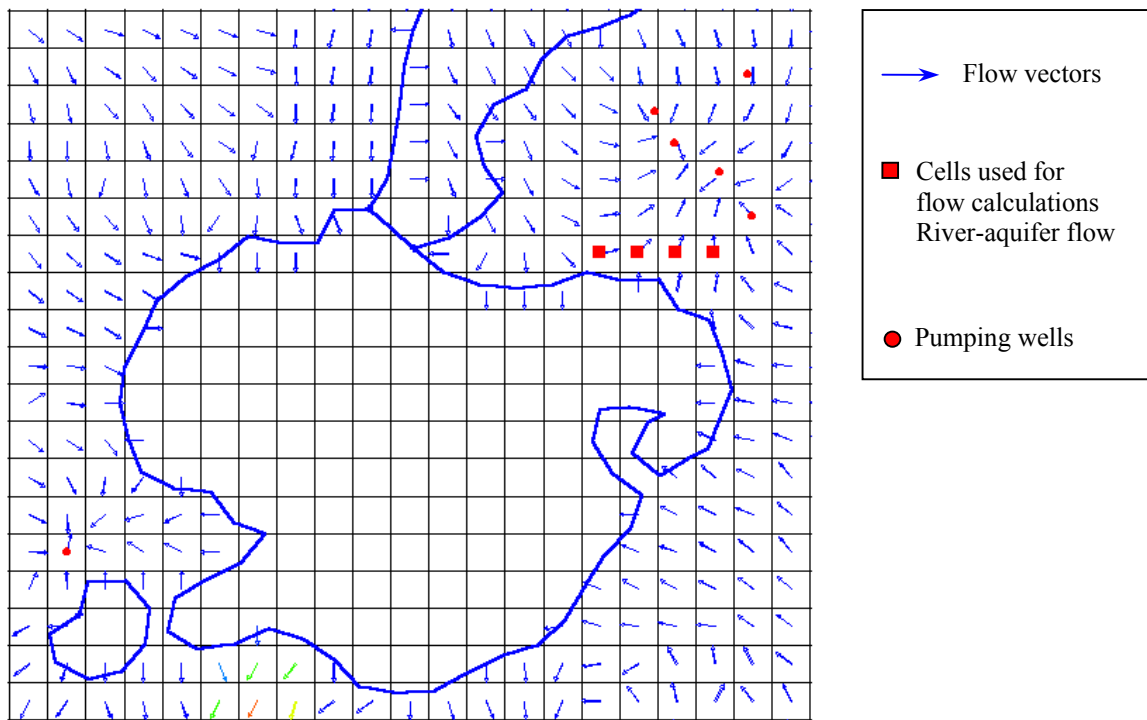 Flow vectors
Cells used for
flow calculations
River-aquifer flow
Pumping wells